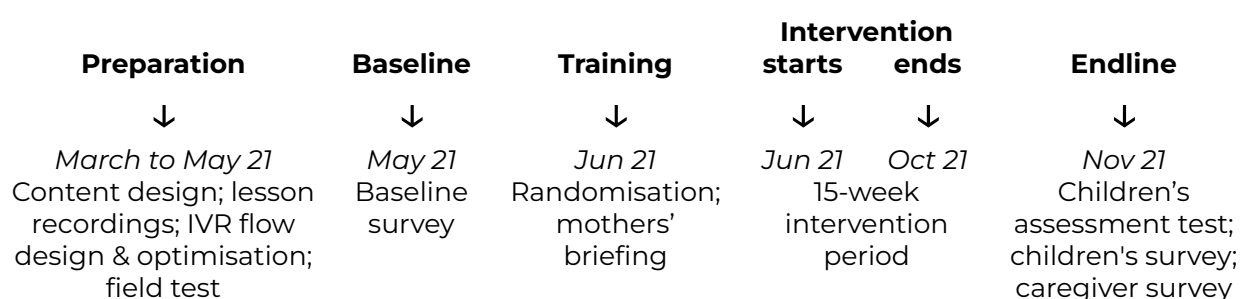 Preparation
March to May 21
Content design; lesson
recordings; IVR flow
design & optimisation;
field test
Baseline
May 21
Baseline
survey
Training
Jun 21
Randomisation;
mothers’
briefing
Intervention
starts ends
Jun 21 Oct 21
15-week
intervention
period
Endline
Nov 21
Children’s
assessment test;
children's survey;
caregiver survey